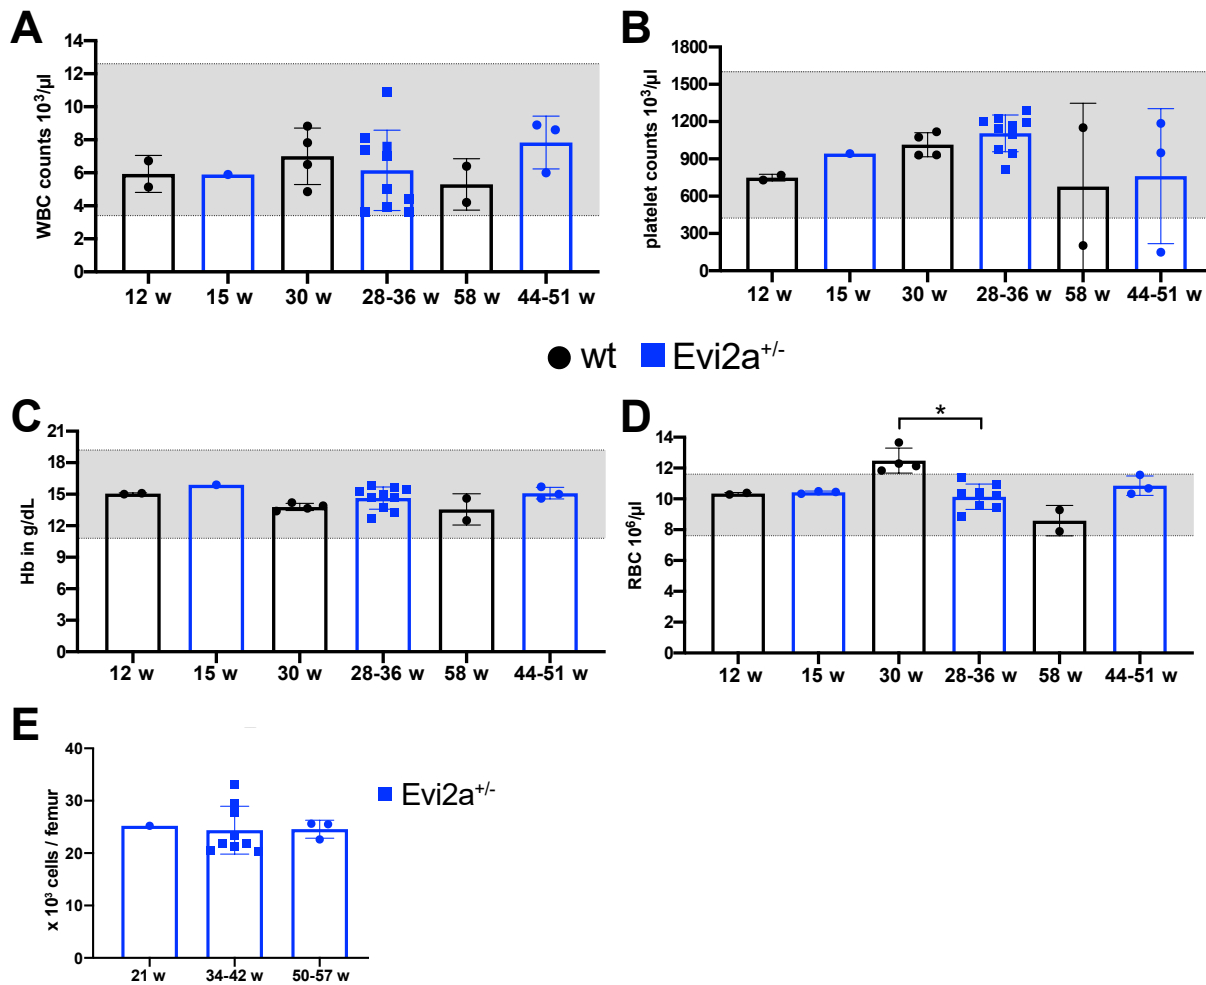 A
WBC counts 10³/µl
14
12
10
8
6
4
2
0
12 w 15 w 30 w 28-36 w 58 w 44-51 w
B
platelet counts 10³/µl
1800
1500
1200
900
600
300
0
12 w 15 w 30 w 28-36 w 58 w 44-51 w
wt Evi2a+/-
C
Hb in g/dL
21
18
15
12
9
6
3
0
12 w 15 w 30 w 28-36 w 58 w 44-51 w
D
*
RBC 10⁶/µl
14
12
10
8
6
4
2
0
12 w 15 w 30 w 28-36 w 58 w 44-51 w
E
x 10³ cells / femur
40
30
20
10
0
21 w 34-42 w 50-57 w
Evi2a+/-